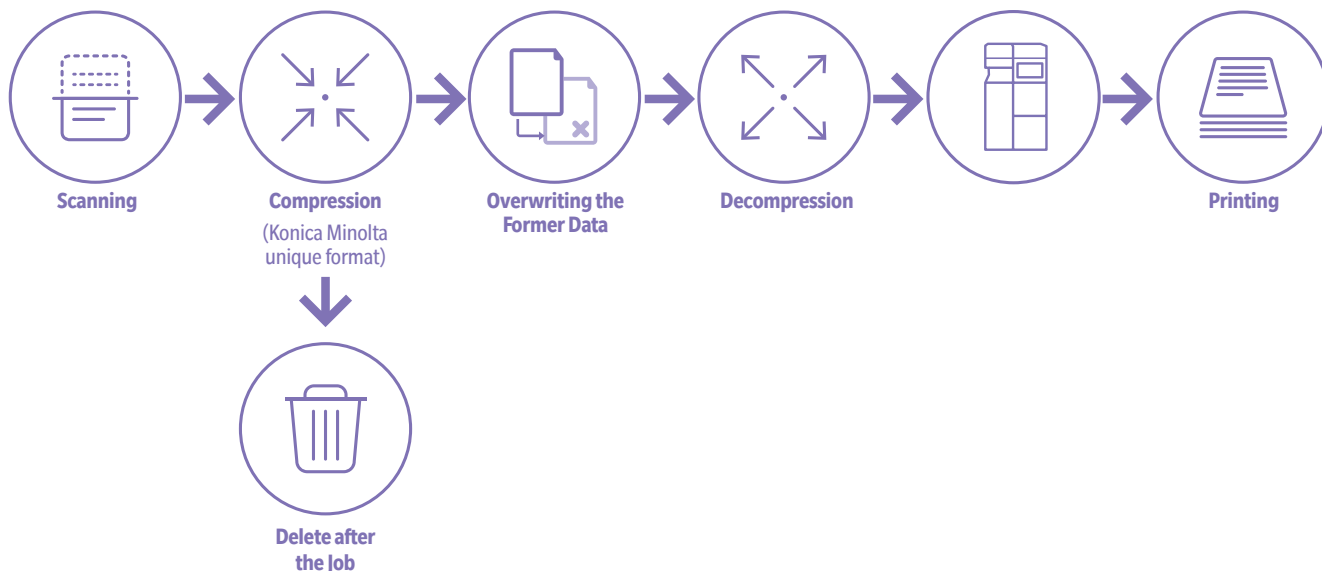 Scanning
Compression
(Konica Minolta
unique format)
Overwriting the
Former Data
Decompression
Printing
Delete after
the Job